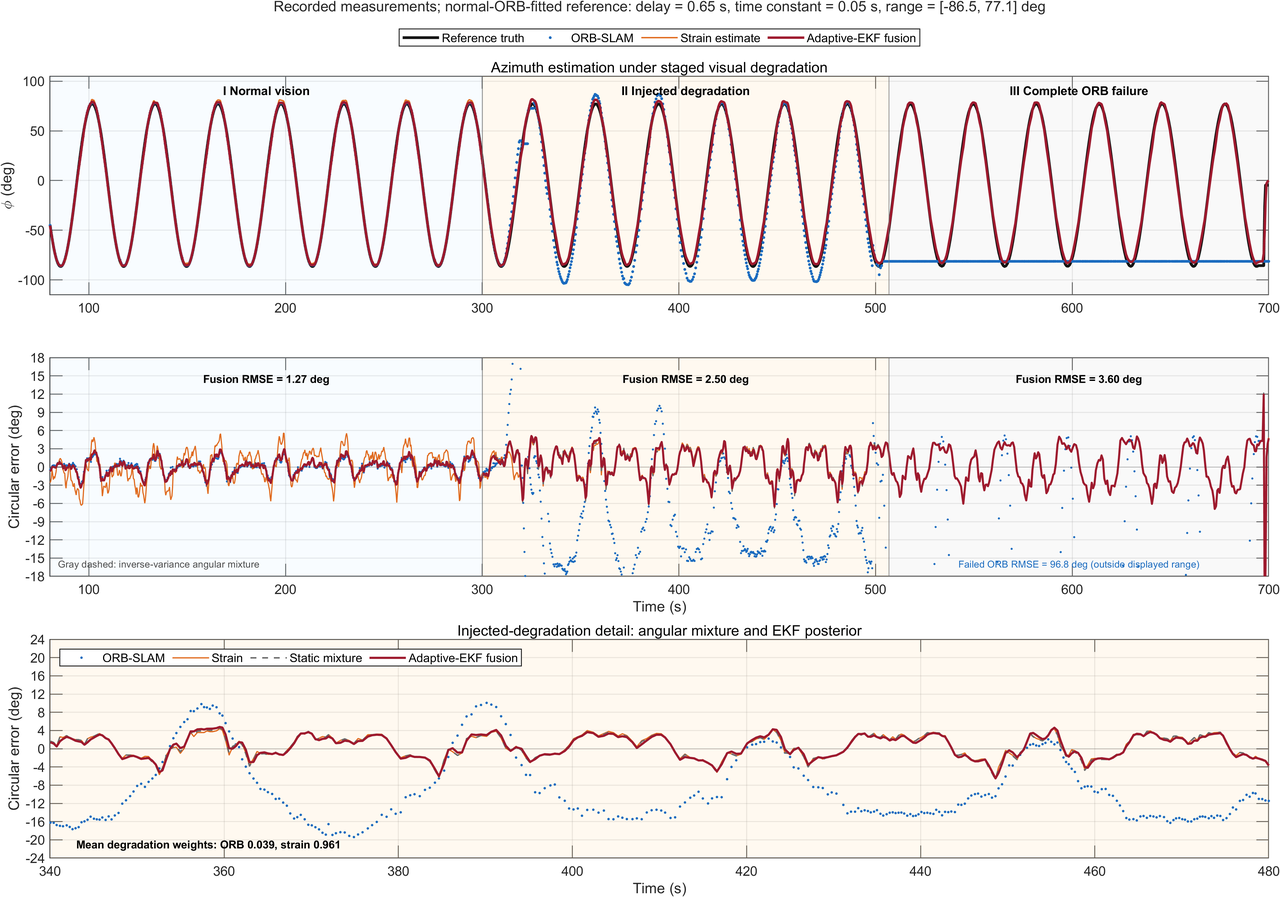 Recorded measurements; normal-ORB-fitted reference: delay = 0.65 s, time constant = 0.05 s, range = [-86.5, 77.1] deg
Reference truth ORB-SLAM Strain estimate Adaptive-EKF fusion
Azimuth estimation under staged visual degradation
I Normal vision II Injected degradation III Complete ORB failure
ϕ (deg)
100
50
0
-50
-100
100 200 300 400 500 600 700
Fusion RMSE = 1.27 deg Fusion RMSE = 2.50 deg Fusion RMSE = 3.60 deg
Circular error (deg)
18
15
12
9
6
3
0
-3
-6
-9
-12
-15
-18
Gray dashed: inverse-variance angular mixture
Failed ORB RMSE = 96.8 deg (outside displayed range)
100 200 300 400 500 600 700
Time (s)
Injected-degradation detail: angular mixture and EKF posterior
ORB-SLAM Strain Static mixture Adaptive-EKF fusion
Circular error (deg)
24
20
16
12
8
4
0
-4
-8
-12
-16
-20
-24
Mean degradation weights: ORB 0.039, strain 0.961
340 360 380 400 420 440 460 480
Time (s)